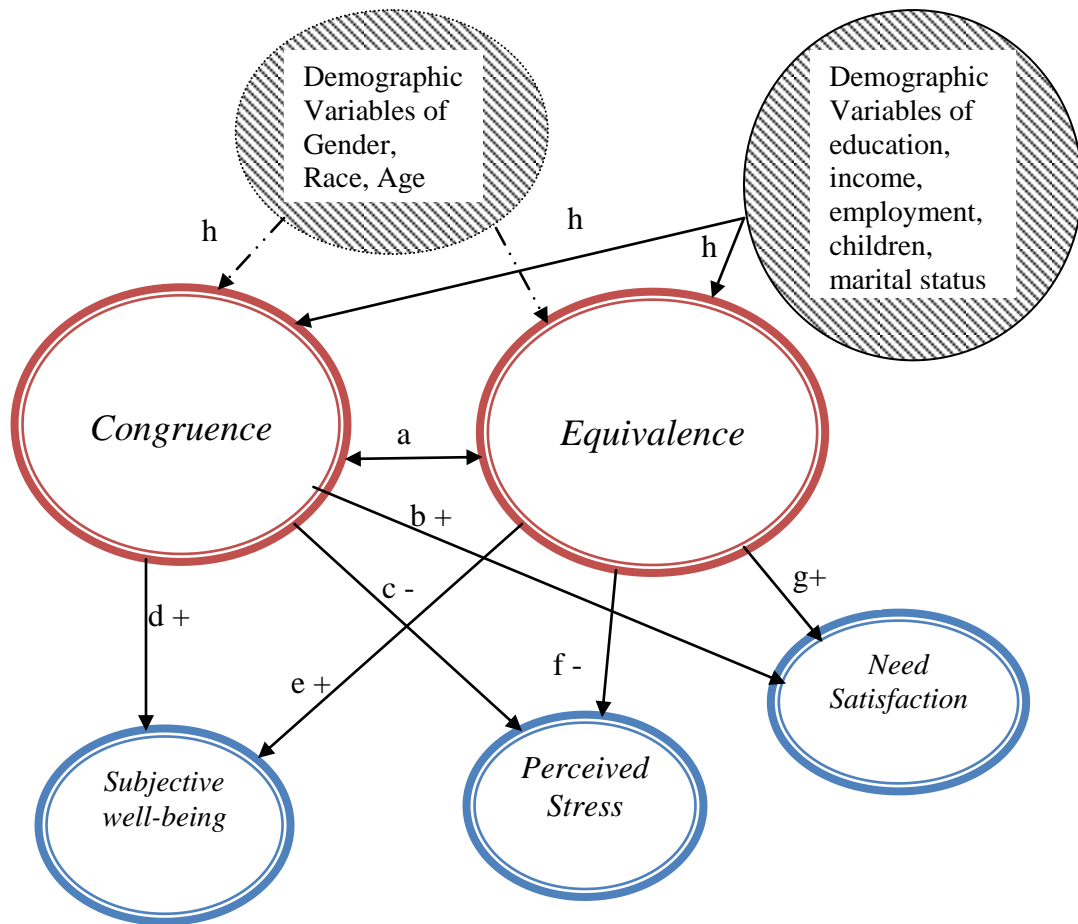 Demographic
Variables of
Gender,
Race, Age
Demographic
Variables of
education,
income,
employment,
children,
marital status
h
h
h
Congruence
a
Equivalence
b +
c -
d +
e +
f -
g+
Need
Satisfaction
Subjective
well-being
Perceived
Stress